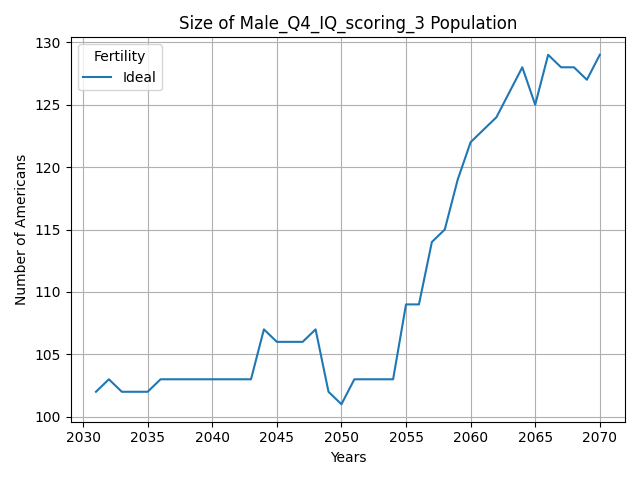 Size of Male_Q4_IQ_scoring_3 Population
Fertility
Ideal
Number of Americans
130
125
120
115
110
105
100
2030 2035 2040 2045 2050 2055 2060 2065 2070
Years